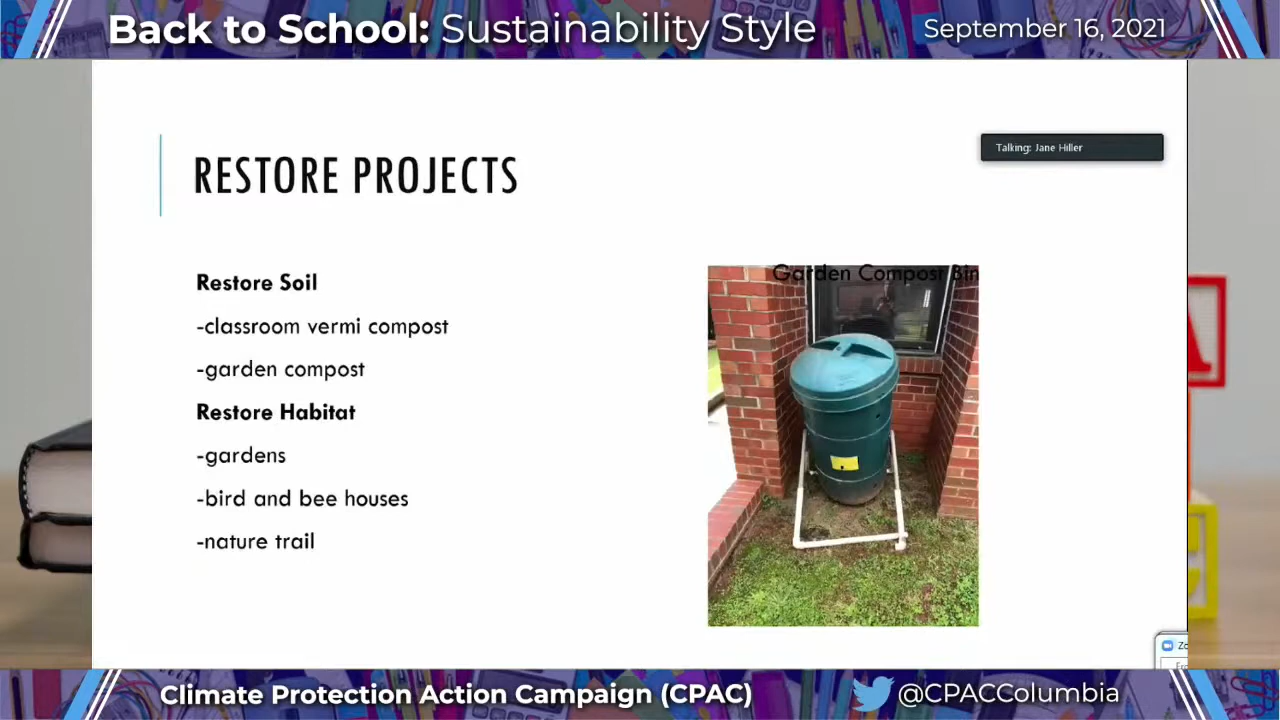 Back to School: Sustainability Style
September 16, 2021
Talking: Jane Hiller
RESTORE PROJECTS
Restore Soil
-classroom vermi compost
-garden compost
Restore Habitat
-gardens
-bird and bee houses
-nature trail
Garden Compost Bin
A
Climate Protection Action Campaign (CPAC)
@CPACColumbia